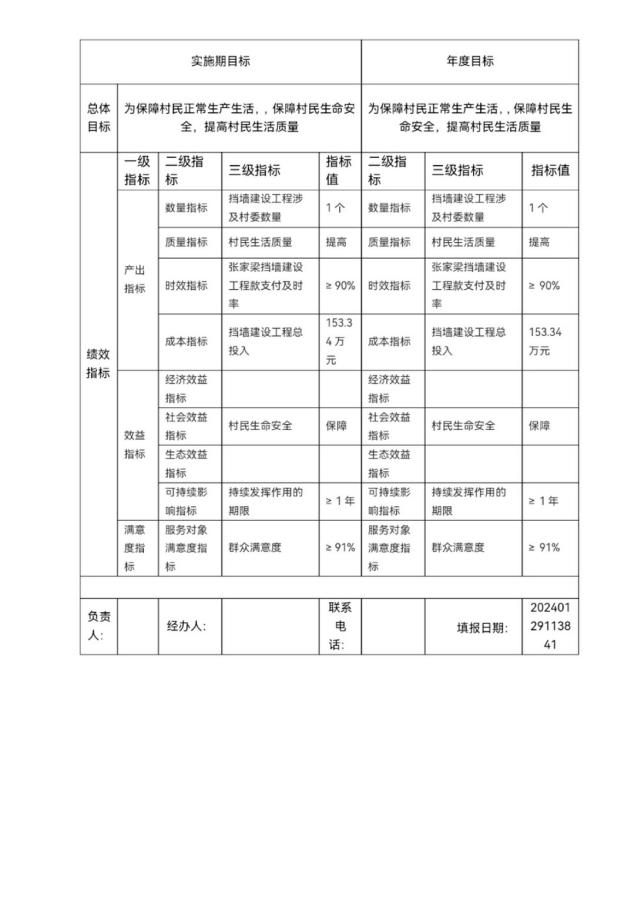 实施期目标 年度目标
总体目标 为保障村民正常生产生活，，保障村民生命安全，提高村民生活质量 为保障村民正常生产生活，，保障村民生命安全，提高村民生活质量
绩效指标 一级指标 二级指标 三级指标 指标值 二级指标 三级指标 指标值
产出指标 数量指标 挡墙建设工程涉及村委数量 1个 数量指标 挡墙建设工程涉及村委数量 1个
质量指标 村民生活质量 提高 质量指标 村民生活质量 提高
时效指标 张家梁挡墙建设工程款支付及时率 ≥90% 时效指标 张家梁挡墙建设工程款支付及时率 ≥90%
成本指标 挡墙建设工程总投入 153.34万元 成本指标 挡墙建设工程总投入 153.34万元
效益指标 经济效益指标 经济效益指标
社会效益指标 村民生命安全 保障 社会效益指标 村民生命安全 保障
生态效益指标 生态效益指标
可持续影响指标 持续发挥作用的期限 ≥1年 可持续影响指标 持续发挥作用的期限 ≥1年
满意度指标 服务对象满意度指标 群众满意度 ≥91% 服务对象满意度指标 群众满意度 ≥91%
负责人： 经办人： 联系电话： 填报日期： 20240129113841